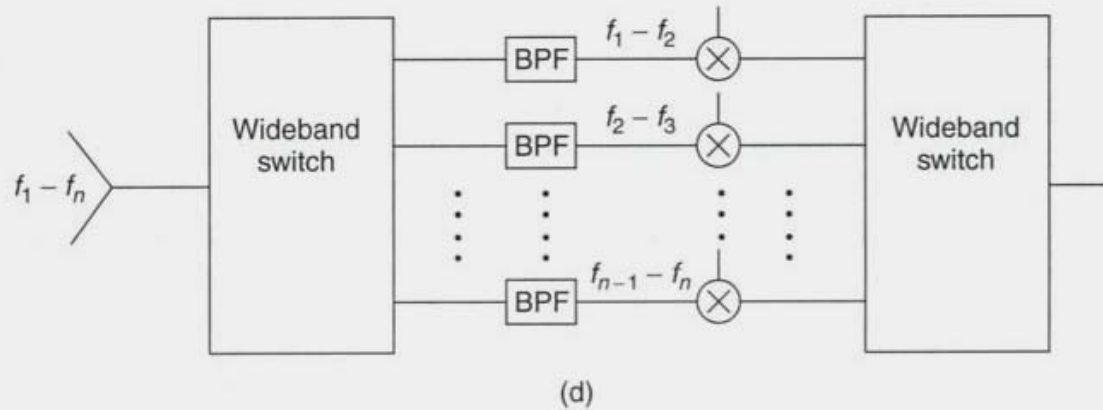 f₁ – fₙ
Wideband
switch
BPF
f₁ – f₂
BPF
f₂ – f₃
BPF
fₙ₋₁ – fₙ
Wideband
switch
(d)